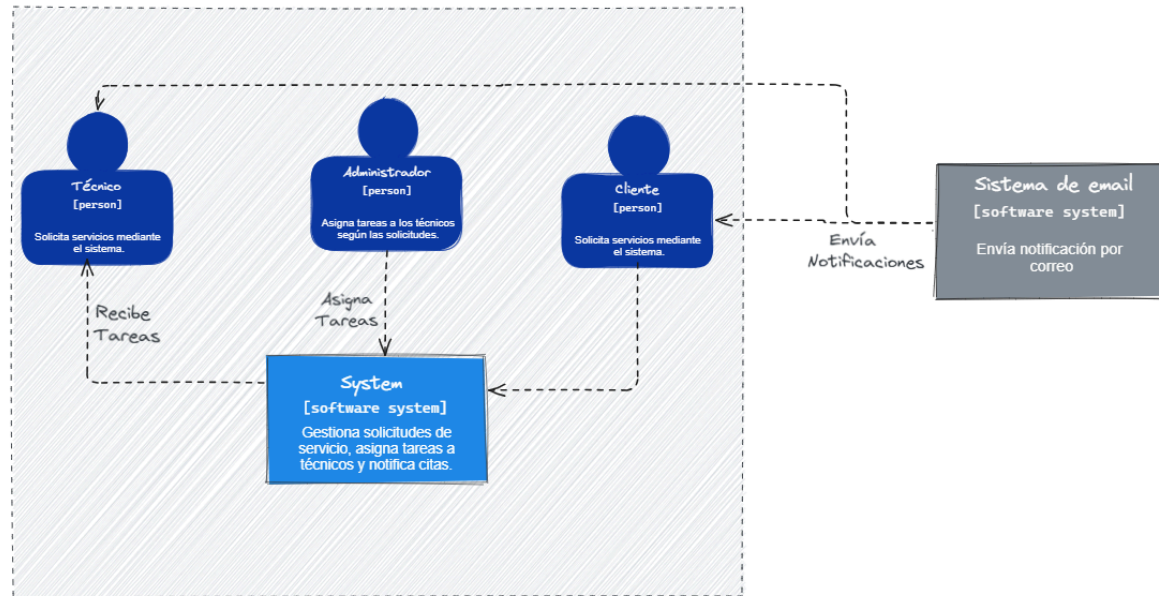 Técnico
[person]
Solicita servicios mediante
el sistema.
Administrador
[person]
Asigna tareas a los técnicos
según las solicitudes.
Cliente
[person]
Solicita servicios mediante
el sistema.
Sistema de email
[software system]
Envía notificación por
correo
Envía
Notificaciones
Recibe
Tareas
Asigna
Tareas
System
[software system]
Gestiona solicitudes de
servicio, asigna tareas a
técnicos y notifica citas.